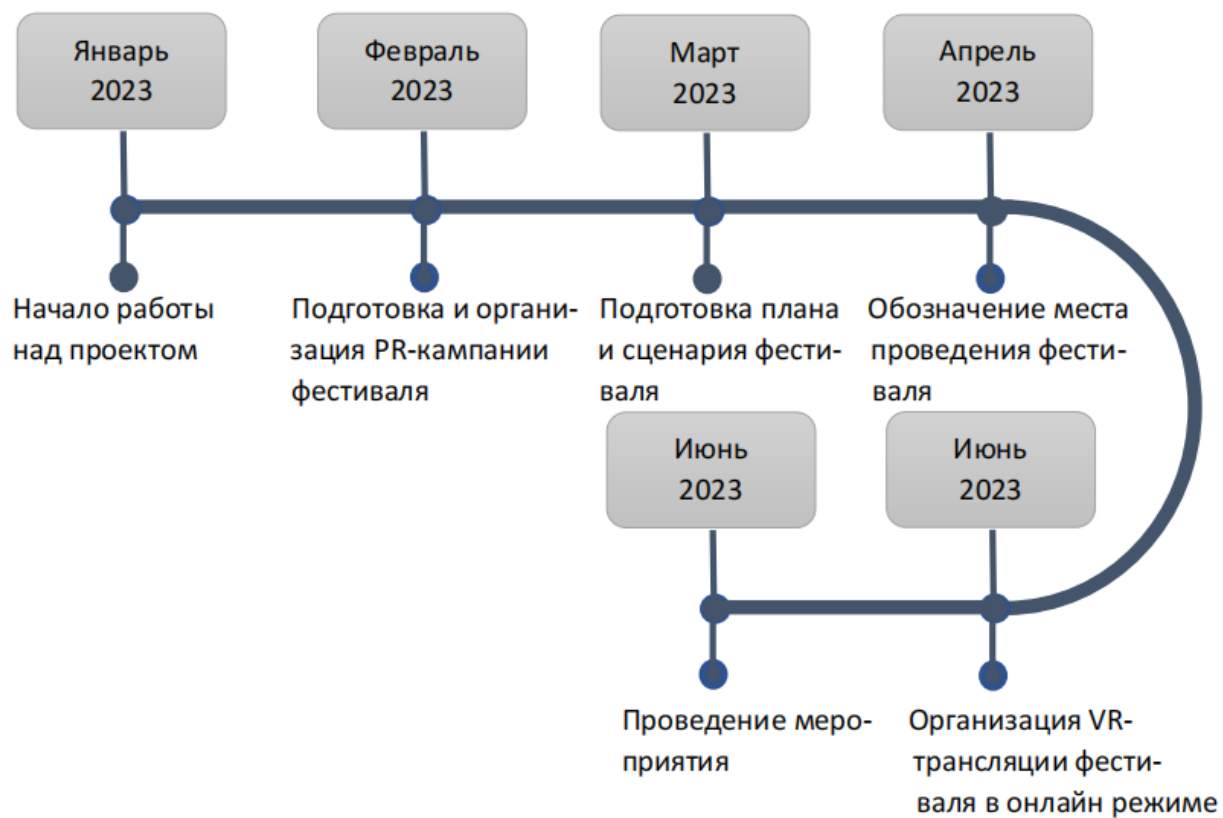 Январь
2023
Февраль
2023
Март
2023
Апрель
2023
Начало работы
над проектом
Подготовка и органи-
зация PR-кампании
фестиваля
Подготовка плана
и сценария фести-
валя
Обозначение места
проведения фести-
валя
Июнь
2023
Июнь
2023
Проведение меро-
приятия
Организация VR-
трансляции фести-
валя в онлайн режиме